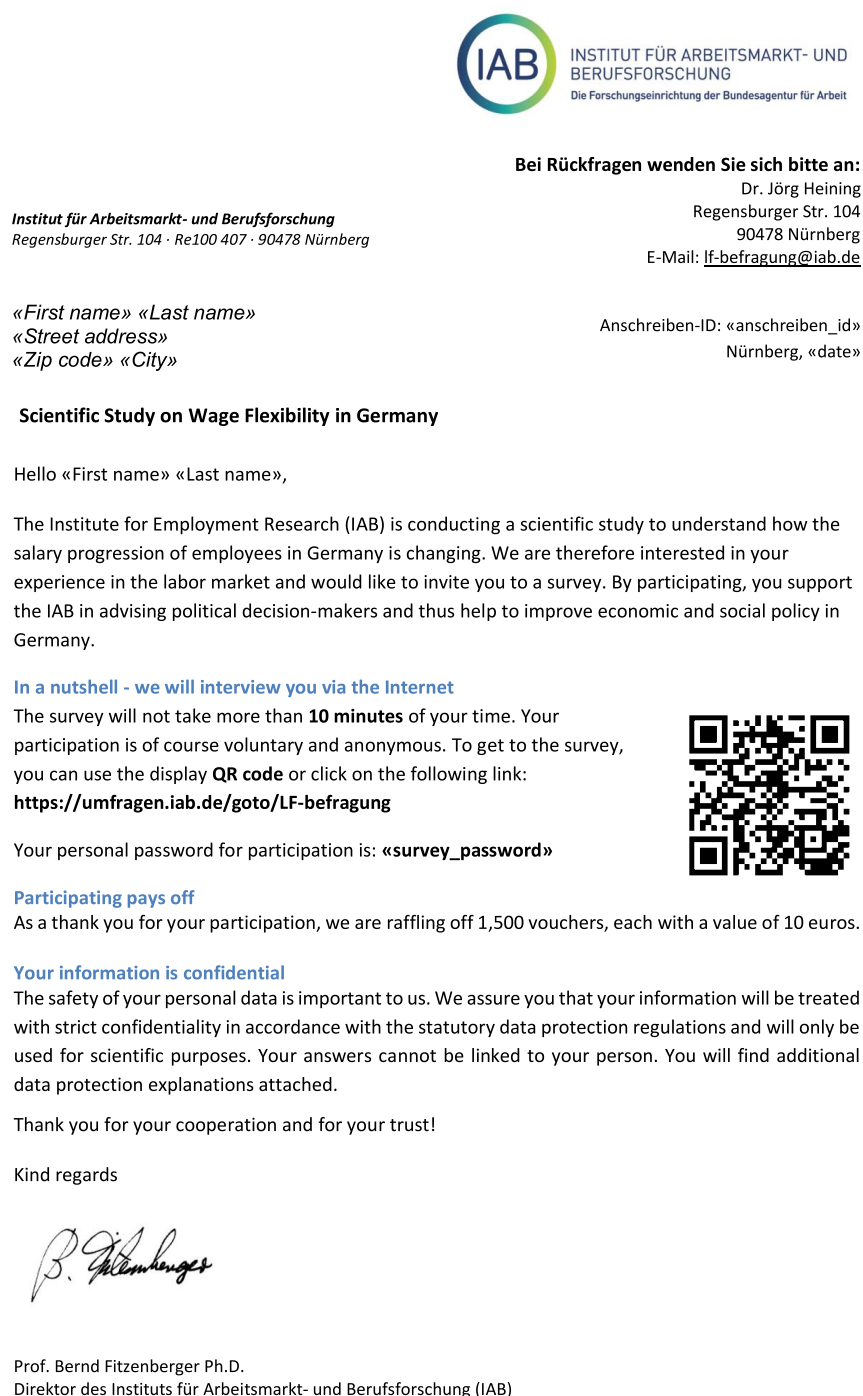 IAB
INSTITUT FÜR ARBEITSMARKT- UND
BERUFSFORSCHUNG
Die Forschungseinrichtung der Bundesagentur für Arbeit
Bei Rückfragen wenden Sie sich bitte an:
Dr. Jörg Heining
Regensburger Str. 104
90478 Nürnberg
E-Mail: lf-befragung@iab.de
Institut für Arbeitsmarkt- und Berufsforschung
Regensburger Str. 104 · Re100 407 · 90478 Nürnberg
«First name» «Last name»
«Street address»
«Zip code» «City»
Anschreiben-ID: «anschreiben_id»
Nürnberg, «date»
Scientific Study on Wage Flexibility in Germany
Hello «First name» «Last name»,
The Institute for Employment Research (IAB) is conducting a scientific study to understand how the
salary progression of employees in Germany is changing. We are therefore interested in your
experience in the labor market and would like to invite you to a survey. By participating, you support
the IAB in advising political decision-makers and thus help to improve economic and social policy in
Germany.
In a nutshell - we will interview you via the Internet
The survey will not take more than 10 minutes of your time. Your
participation is of course voluntary and anonymous. To get to the survey,
you can use the display QR code or click on the following link:
https://umfragen.iab.de/goto/LF-befragung
Your personal password for participation is: «survey_password»
Participating pays off
As a thank you for your participation, we are raffling off 1,500 vouchers, each with a value of 10 euros.
Your information is confidential
The safety of your personal data is important to us. We assure you that your information will be treated
with strict confidentiality in accordance with the statutory data protection regulations and will only be
used for scientific purposes. Your answers cannot be linked to your person. You will find additional
data protection explanations attached.
Thank you for your cooperation and for your trust!
Kind regards
B. Fitzenberger
Prof. Bernd Fitzenberger Ph.D.
Direktor des Instituts für Arbeitsmarkt- und Berufsforschung (IAB)